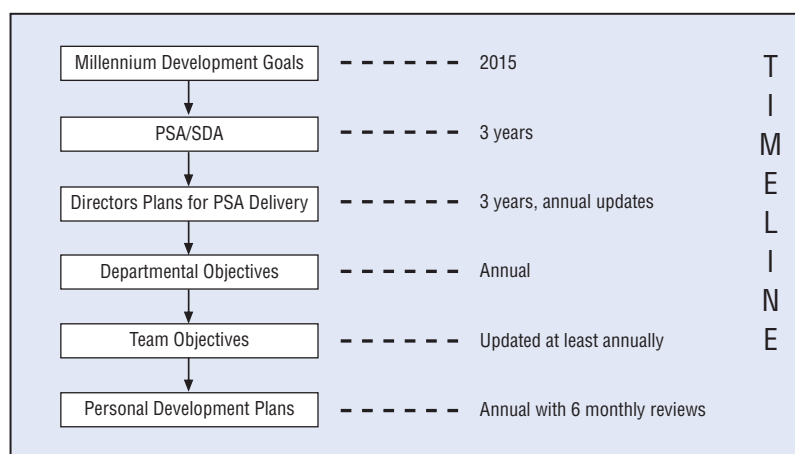 Millennium Development Goals 2015
PSA/SDA 3 years
Directors Plans for PSA Delivery 3 years, annual updates
Departmental Objectives Annual
Team Objectives Updated at least annually
Personal Development Plans Annual with 6 monthly reviews
TIMELINE